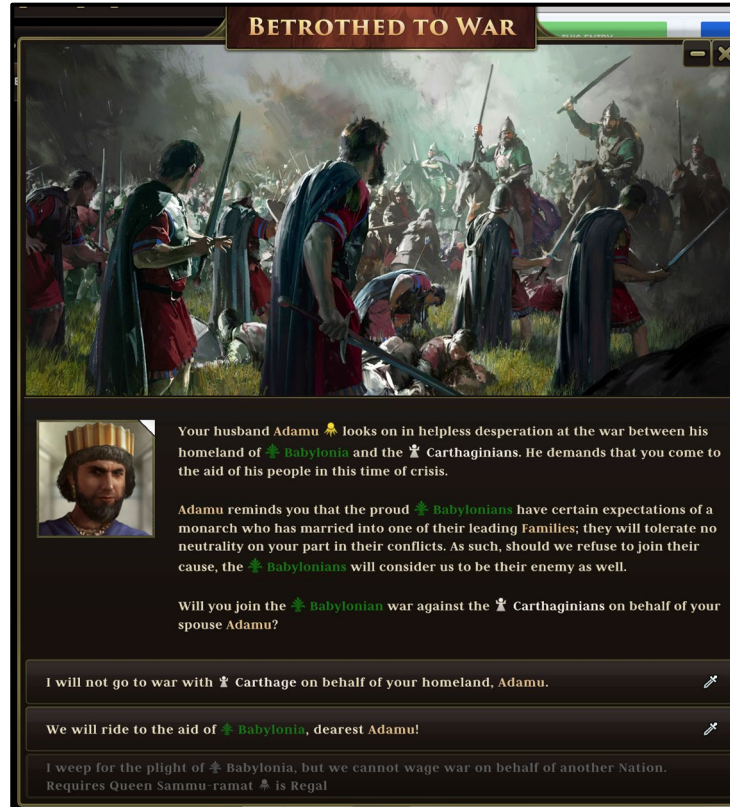 BETROTHED TO WAR
THIS ENTRY
Your husband Adamu looks on in helpless desperation at the war between his
homeland of Babylonia and the Carthaginians. He demands that you come to
the aid of his people in this time of crisis.
Adamu reminds you that the proud Babylonians have certain expectations of a
monarch who has married into one of their leading Families; they will tolerate no
neutrality on your part in their conflicts. As such, should we refuse to join their
cause, the Babylonians will consider us to be their enemy as well.
Will you join the Babylonian war against the Carthaginians on behalf of your
spouse Adamu?
I will not go to war with Carthage on behalf of your homeland, Adamu.
We will ride to the aid of Babylonia, dearest Adamu!
I weep for the plight of Babylonia, but we cannot wage war on behalf of another Nation.
Requires Queen Sammu-ramat is Regal